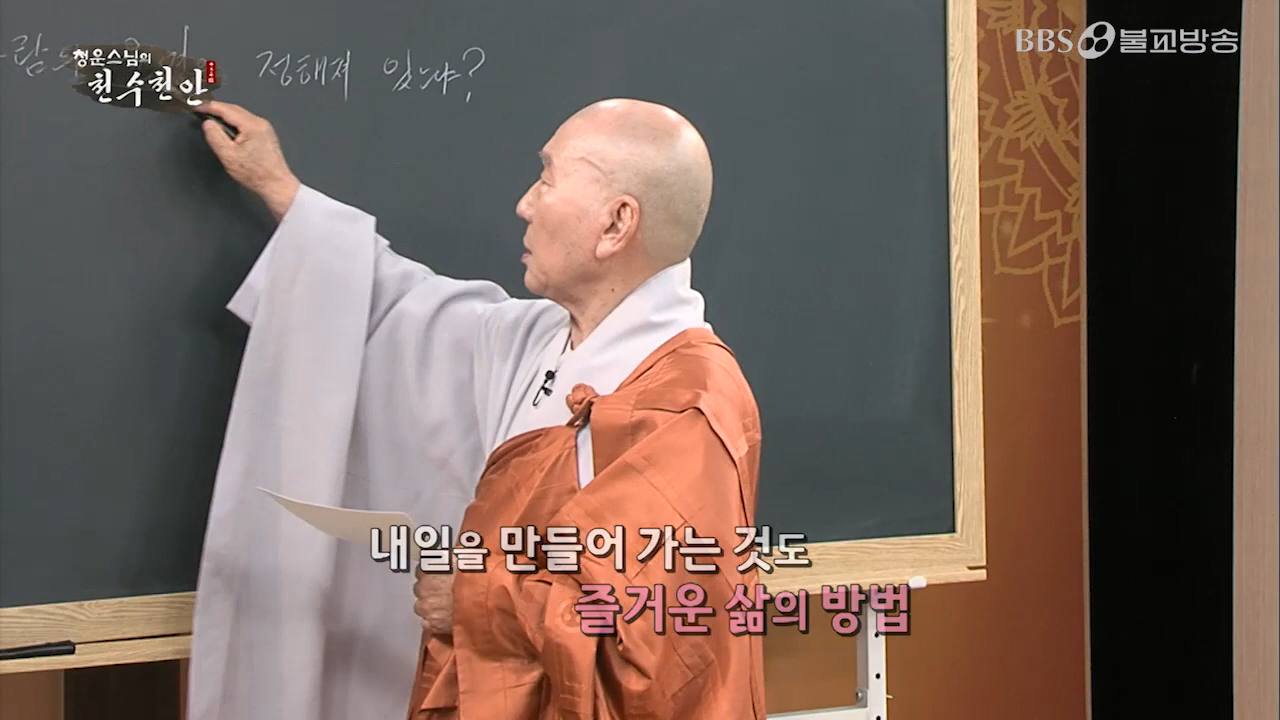 정해져 있느냐?
청운스님의
천수천안
BBS 불교방송
내일을 만들어 가는 것도
즐거운 삶의 방법